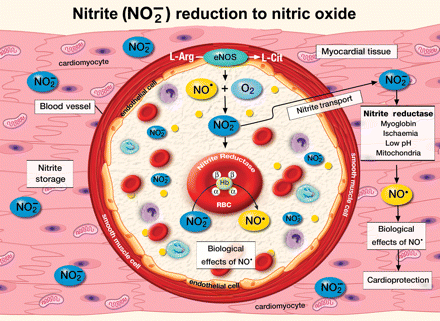 Nitrite (NO₂⁻) reduction to nitric oxide
cardiomyocyte
NO₂⁻
NO₂⁻
L-Arg
eNOS
L-Cit
Myocardial tissue
NO₂⁻
NO•
+
O₂
endothelial cell
Blood vessel
Nitrite transport
NO₂⁻
NO₂⁻
NO₂⁻
NO₂⁻
Nitrite reductase
Myoglobin
Ischaemia
Low pH
Mitochondria
Nitrite
storage
NO₂⁻
Nitrite Reductase
β
β
Hb
α
α
RBC
NO₂⁻
NO₂⁻
NO•
NO₂⁻
NO₂⁻
NO₂⁻
NO•
smooth muscle cell
smooth muscle cell
Biological
effects of NO•
Biological
effects of NO•
NO₂⁻
NO₂⁻
endothelial cell
cardiomyocyte
Cardioprotection